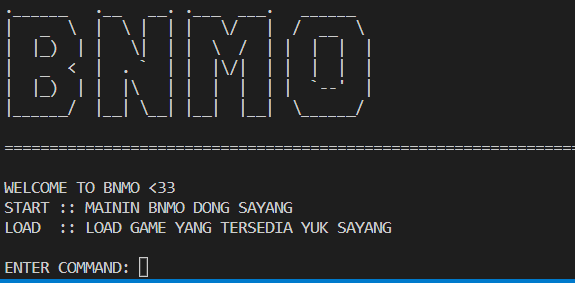 BNMO
================================================================
WELCOME TO BNMO <33
START :: MAININ BNMO DONG SAYANG
LOAD  :: LOAD GAME YANG TERSEDIA YUK SAYANG
ENTER COMMAND: